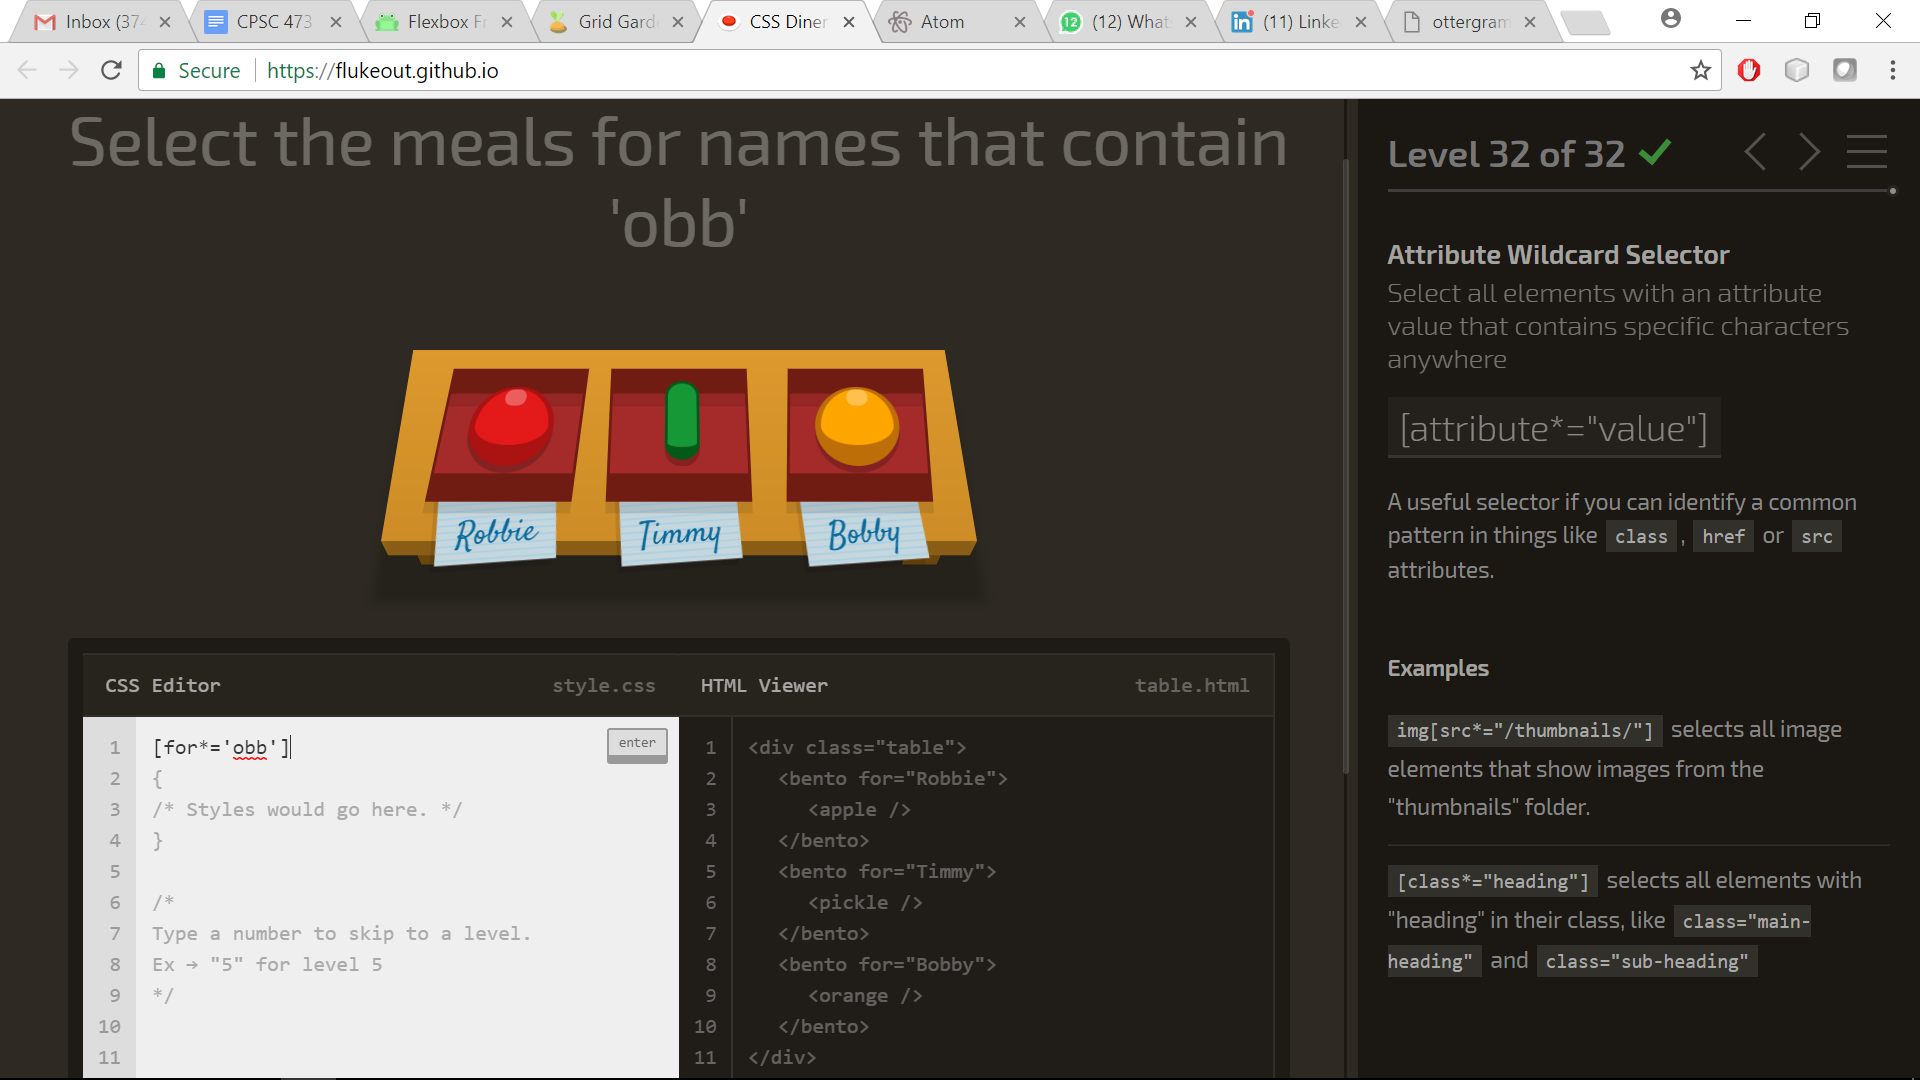 Inbox (374
CPSC 473
Flexbox Fr
Grid Gard
CSS Diner
Atom
12
(12) What
in
(11) Linke
ottergram
Secure
https://flukeout.github.io
Select the meals for names that contain
'obb'
Robbie
Timmy
Bobby
CSS Editor
style.css
1 [for*='obb']
enter
2 {
3 /* Styles would go here. */
4 }
5
6 /*
7 Type a number to skip to a level.
8 Ex → "5" for level 5
9 */
10
11
HTML Viewer
table.html
1 <div class="table">
2 <bento for="Robbie">
3 <apple />
4 </bento>
5 <bento for="Timmy">
6 <pickle />
7 </bento>
8 <bento for="Bobby">
9 <orange />
10 </bento>
11 </div>
Level 32 of 32
Attribute Wildcard Selector
Select all elements with an attribute
value that contains specific characters
anywhere
[attribute*="value"]
A useful selector if you can identify a common
pattern in things like class , href or src
attributes.
Examples
img[src*="/thumbnails/"] selects all image
elements that show images from the
"thumbnails" folder.
[class*="heading"] selects all elements with
"heading" in their class, like class="main-
heading" and class="sub-heading"